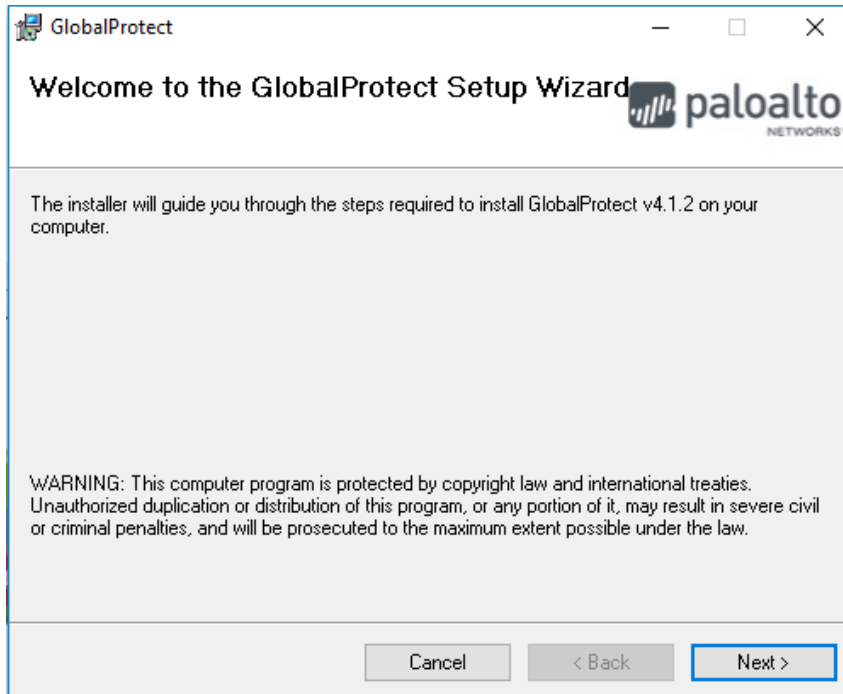 GlobalProtect
Welcome to the GlobalProtect Setup Wizard
paloalto
NETWORKS
The installer will guide you through the steps required to install GlobalProtect v4.1.2 on your
computer.
WARNING: This computer program is protected by copyright law and international treaties.
Unauthorized duplication or distribution of this program, or any portion of it, may result in severe civil
or criminal penalties, and will be prosecuted to the maximum extent possible under the law.
Cancel
< Back
Next >